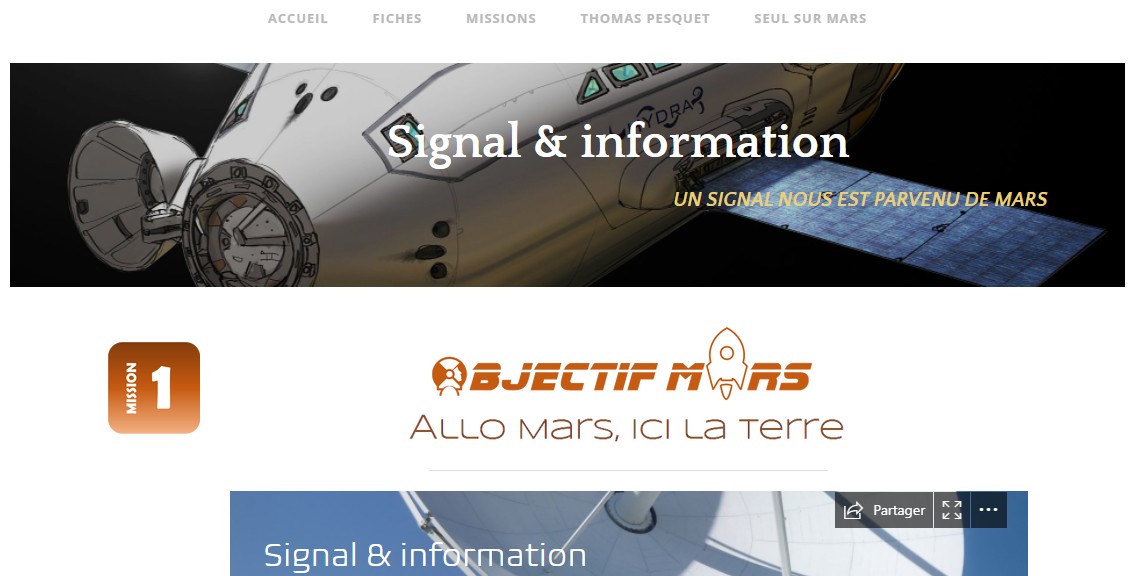 ACCUEIL FICHES MISSIONS THOMAS PESQUET SEUL SUR MARS
HYDRA
Signal & information
UN SIGNAL NOUS EST PARVENU DE MARS
MISSION 1
OBJECTIF MARS
ALLO Mars, ICI La Terre
Partager
Signal & information